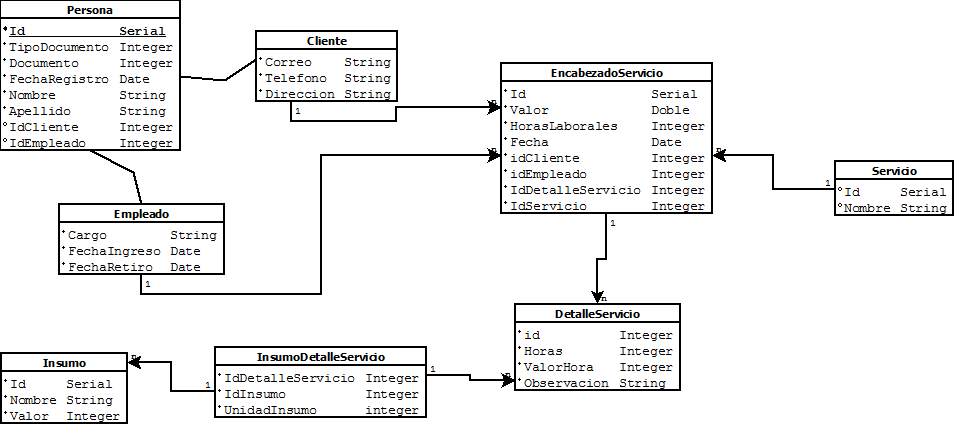 Persona
Id Serial
TipoDocumento Integer
Documento Integer
FechaRegistro Date
Nombre String
Apellido String
IdCliente Integer
IdEmpleado Integer
Cliente
Correo String
Telefono String
Direccion String
1
n
EncabezadoServicio
Id Serial
Valor Doble
HorasLaborales Integer
Fecha Date
idCliente Integer
idEmpleado Integer
IdDetalleServicio Integer
IdServicio Integer
n
n
1
Servicio
Id Serial
Nombre String
1
Empleado
Cargo String
FechaIngreso Date
FechaRetiro Date
1
n
DetalleServicio
id Integer
Horas Integer
ValorHora Integer
Observacion String
n
Insumo
Id Serial
Nombre String
Valor Integer
n
1
InsumoDetalleServicio
IdDetalleServicio Integer
IdInsumo Integer
UnidadInsumo integer
1